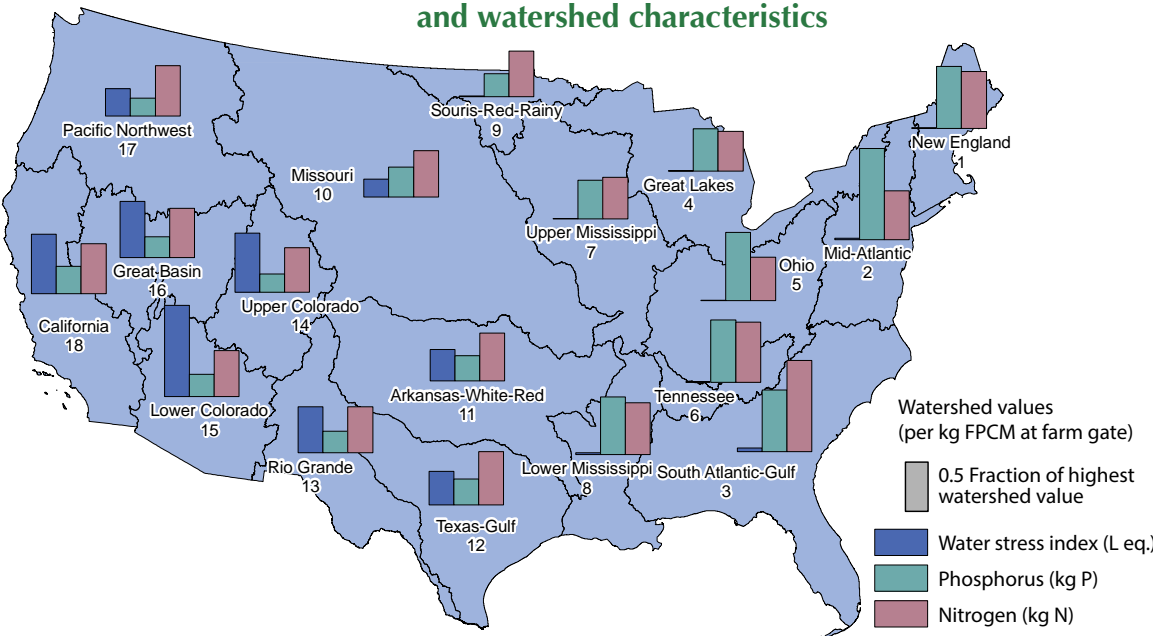 and watershed characteristics
Pacific Northwest
17
Souris-Red-Rainy
9
New England
1
Missouri
10
Great Lakes
4
Upper Mississippi
7
Mid-Atlantic
2
Ohio
5
Great Basin
16
Upper Colorado
14
California
18
Lower Colorado
15
Arkansas-White-Red
11
Tennessee
6
Rio Grande
13
Lower Mississippi
8
South Atlantic-Gulf
3
Texas-Gulf
12
Watershed values
(per kg FPCM at farm gate)
0.5 Fraction of highest
watershed value
Water stress index (L eq.)
Phosphorus (kg P)
Nitrogen (kg N)